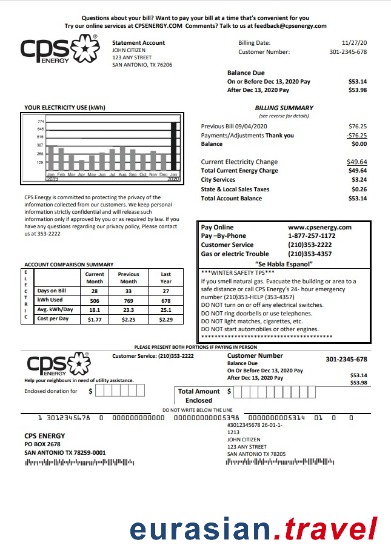 Questions about your bill? Want to pay your bill at a time that's convenient for you
Try our online services at CPSENERGY.COM Comments? Talk to us at feedback@cpsenergy.com
cps
ENERGY
Statement Account
JOHN CITIZEN
123 ANY STREET
SAN ANTONIO, TX 76206
Billing Date: 11/27/20
Customer Number: 301-2345-678
Balance Due
On or Before Dec 13, 2020 Pay $53.14
After Dec 13, 2020 Pay $53.98
YOUR ELECTRICITY USE (kWh)
BILLING SUMMARY
(see reverse for details)
Previous Bill 09/04/2020 $76.25
Payments/Adjustments Thank you -$76.25
Balance $0.00
Current Electricity Change $49.64
Total Current Energy Charge $49.64
City Services $3.24
State & Local Sales Taxes $0.26
Total Account Balance $53.14
CPS Energy is committed to protecting the privacy of the
information collected from our customers. We keep personal
information strictly confidential and will release such
information only if approved by you or as required by law. If you
have any questions regarding our privacy policy, Please contact
us at 353-2222
Pay Online www.cpsenergy.com
Pay –By-Phone 1-877-257-1172
Customer Service (210)353-2222
Gas or electric Trouble (210)353-4357
"Se Habla Espanol"
***WINTER SAFETY TPS***
If you smell natural gas. Evacuate the building or area to a
safe distance or call CPS Energy's 24- hour emergency
number (210)353-HELP (353-4357)
DO NOT turn on or off any electrical switches.
DO NOT ring doorbells or use telephones.
DO NOT light matches, cigarettes, etc.
DO NOT start automobiles or other engines.
ACCOUNT COMPARISON SUMMARY
ELECTRIC
Current Month Previous Month Last Year
Days on Bill 28 33 27
kWh Used 506 769 678
Avg. kWh/Day 18.1 23.3 25.1
Cost per Day $1.77 $2.25 $2.29
PLEASE PRESENT BOTH PORTIONS IF PAYING IN PERSON
cps
ENERGY
Customer Service: (210)353-2222
Customer Number 301-2345-678
Balance Due
On Or Before Dec 13, 2020 Pay $53.14
After Dec 13, 2020 Pay $53.98
Help your neighbours in need of utility assistance.
Enclosed donation for $
Total Amount Enclosed $
DO NOT WRITE BELOW THE LINE
1 3012345678 0 000000000000 0000000005398 00000000005314 01 0 0
CPS ENERGY
PO BOX 2678
SAN ANTONIO TX 78259-0001
43012345678 26-01-1-
1213
JOHN CITIZEN
123 ANY STREET
SAN ANTONIO TX 78205
eurasian.travel